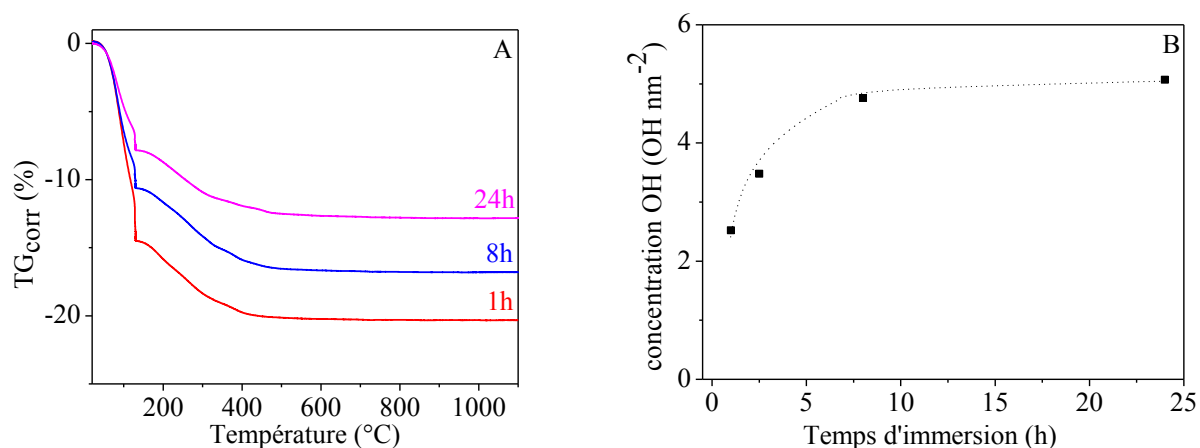 A
0
-10
-20
TGcorr (%)
24h
8h
1h
200 400 600 800 1000
Température (°C)
B
6
4
2
0
concentration OH (OH nm-2)
0 5 10 15 20 25
Temps d'immersion (h)